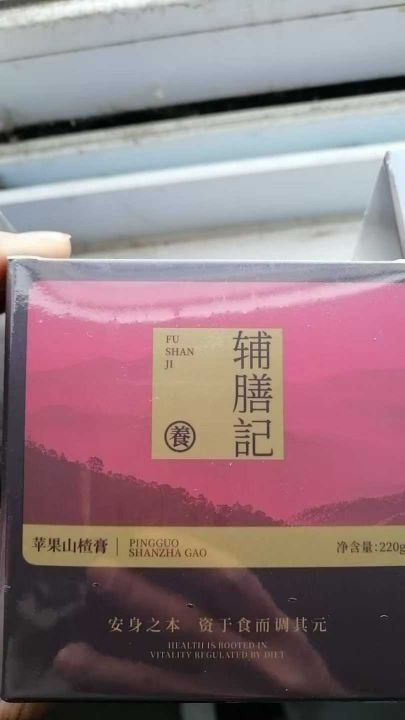 FU
SHAN
JI
養
辅膳記
苹果山楂膏
PINGGUO
SHANZHA GAO
净含量:220g
安身之本 资于食而调其元
HEALTH IS ROOTED IN
VITALITY REGULATED BY DIET